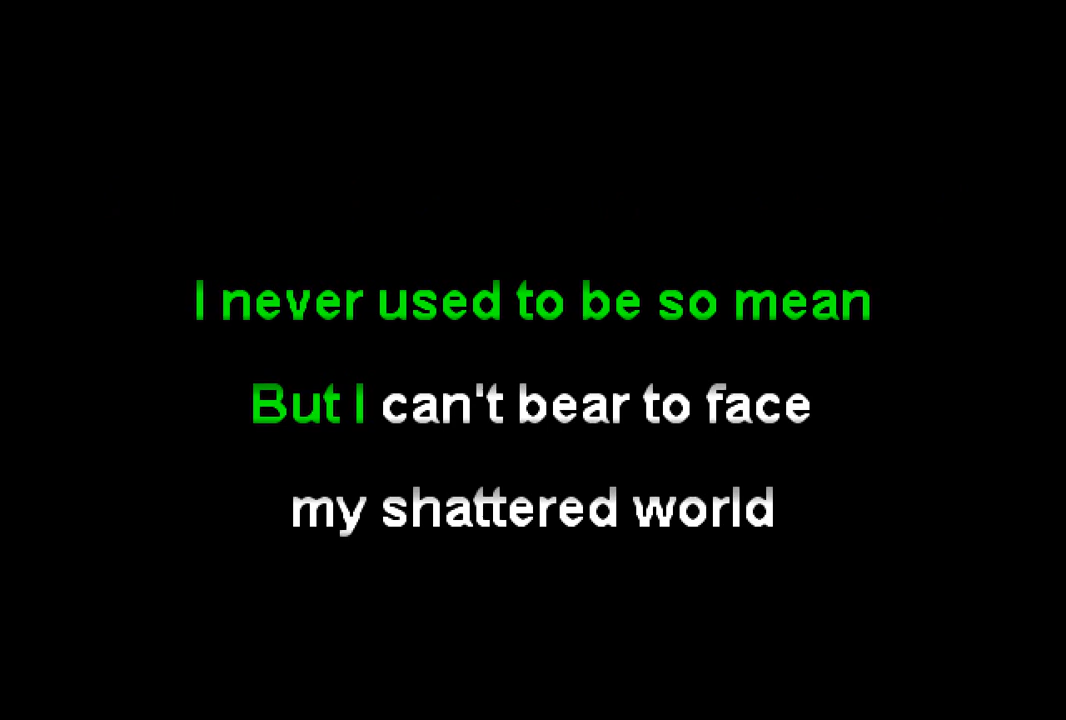 I never used to be so mean
But I can't bear to face
my shattered world